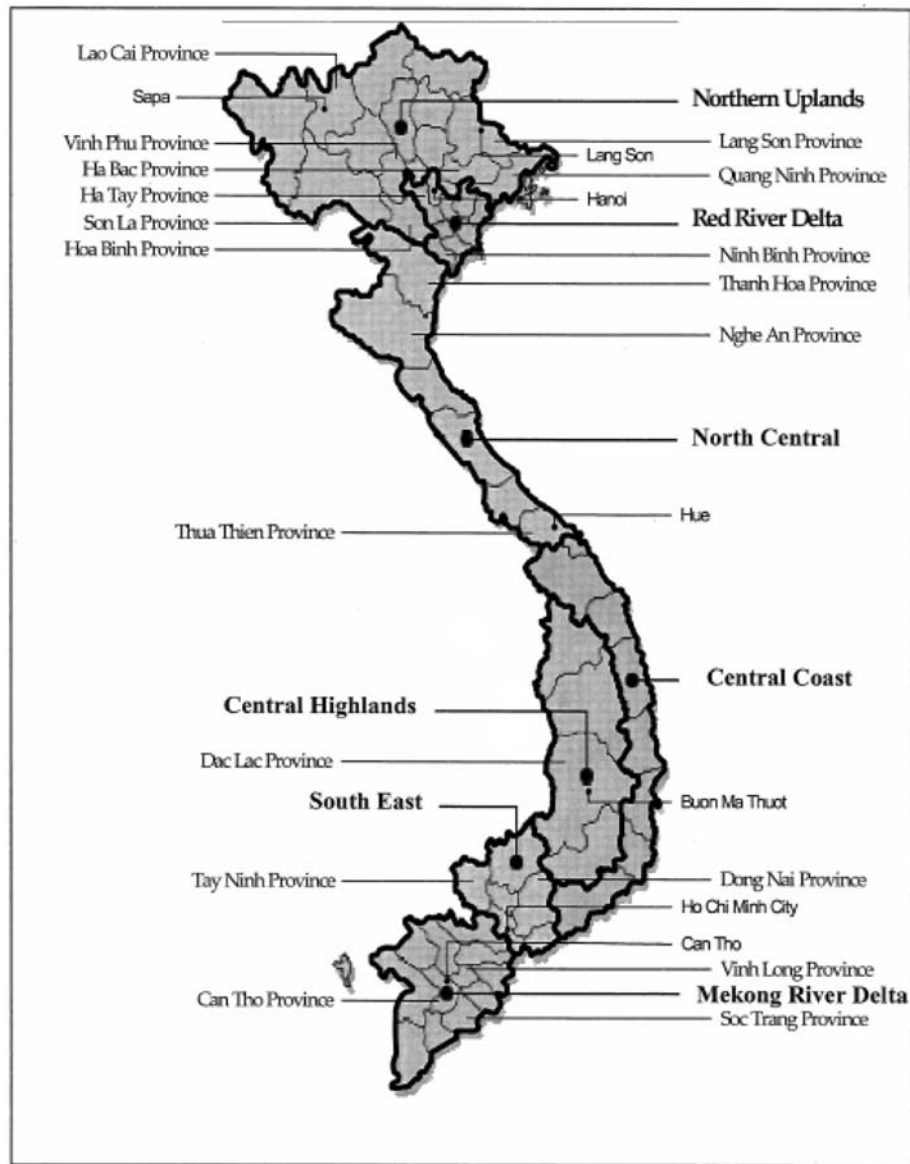 Lao Cai Province
Sapa
Northern Uplands
Vinh Phu Province
Lang Son Province
Lang Son
Ha Bac Province
Quang Ninh Province
Ha Tay Province
Hanoi
Son La Province
Red River Delta
Hoa Binh Province
Ninh Binh Province
Thanh Hoa Province
Nghe An Province
North Central
Hue
Thua Thien Province
Central Coast
Central Highlands
Dac Lac Province
South East
Buon Ma Thuot
Tay Ninh Province
Dong Nai Province
Ho Chi Minh City
Can Tho
Vinh Long Province
Can Tho Province
Mekong River Delta
Soc Trang Province